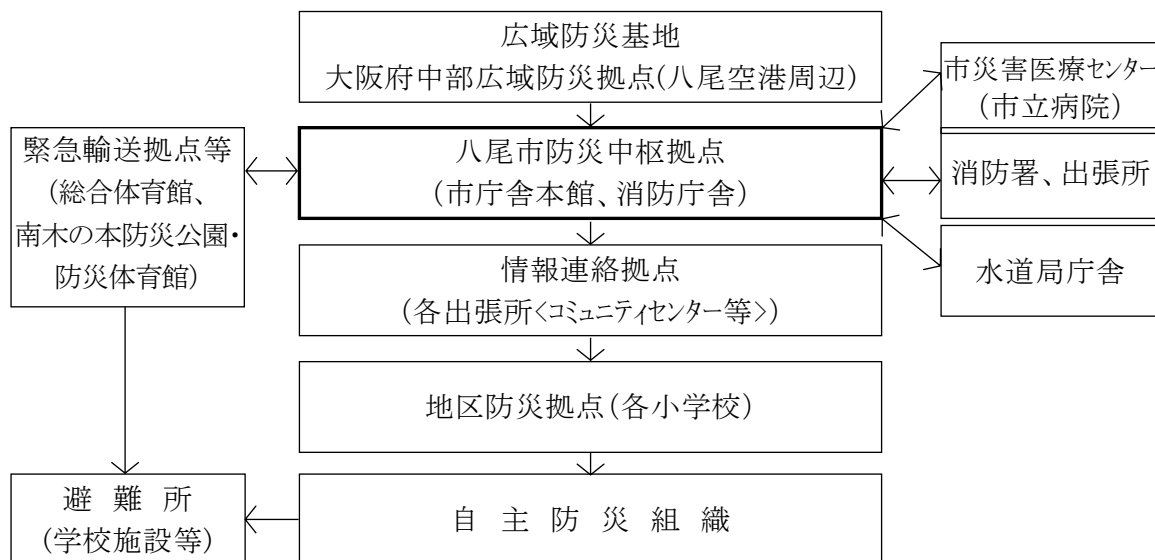 広域防災基地
大阪府中部広域防災拠点(八尾空港周辺)
市災害医療センター
(市立病院)
緊急輸送拠点等
(総合体育館、
南木の本防災公園・
防災体育館)
八尾市防災中枢拠点
(市庁舎本館、消防庁舎)
消防署、出張所
情報連絡拠点
(各出張所<コミュニティセンター等>)
水道局庁舎
地区防災拠点(各小学校)
避 難 所
(学校施設等)
自 主 防 災 組 織